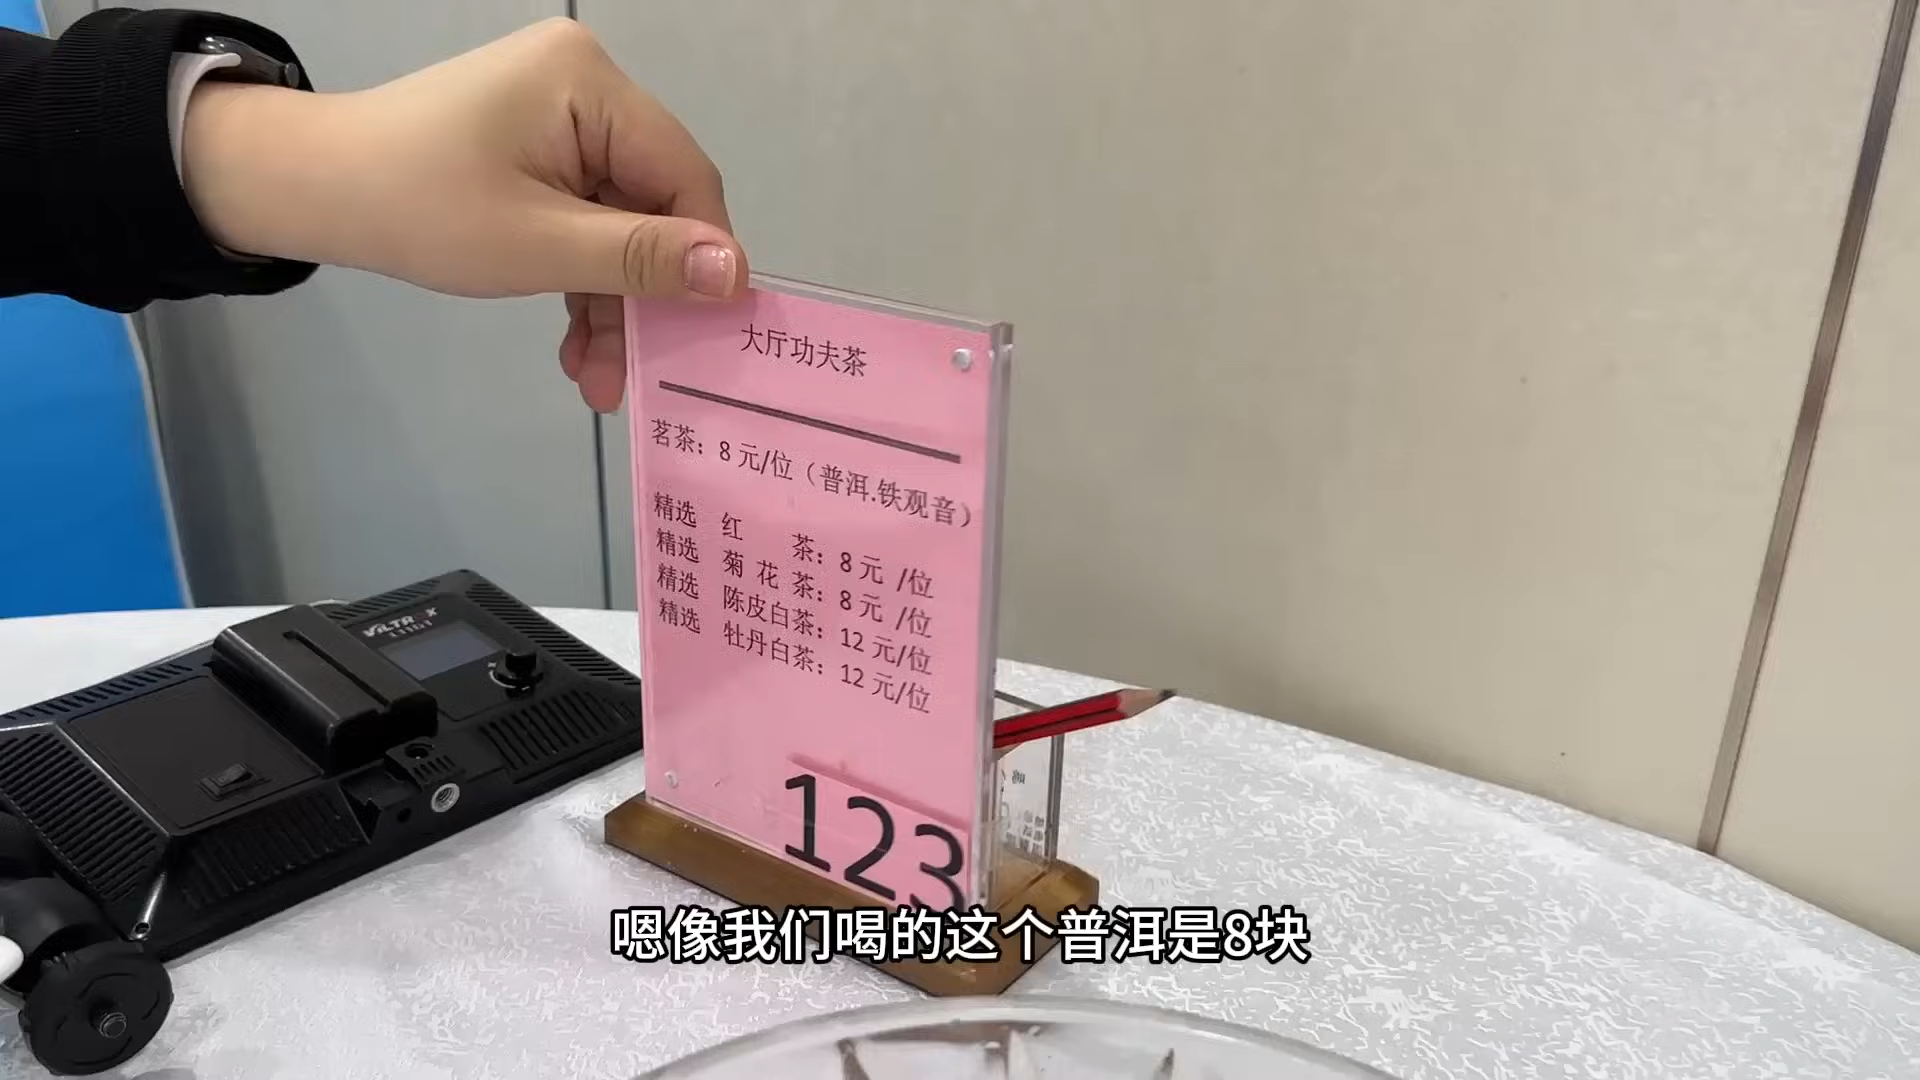 大厅功夫茶
茗茶：8 元/位（普洱.铁观音）
精选 红 茶：8 元 /位
精选 菊 花 茶：8 元 /位
精选 陈皮白茶：12 元/位
精选 牡丹白茶：12 元/位
123
嗯像我们喝的这个普洱是8块